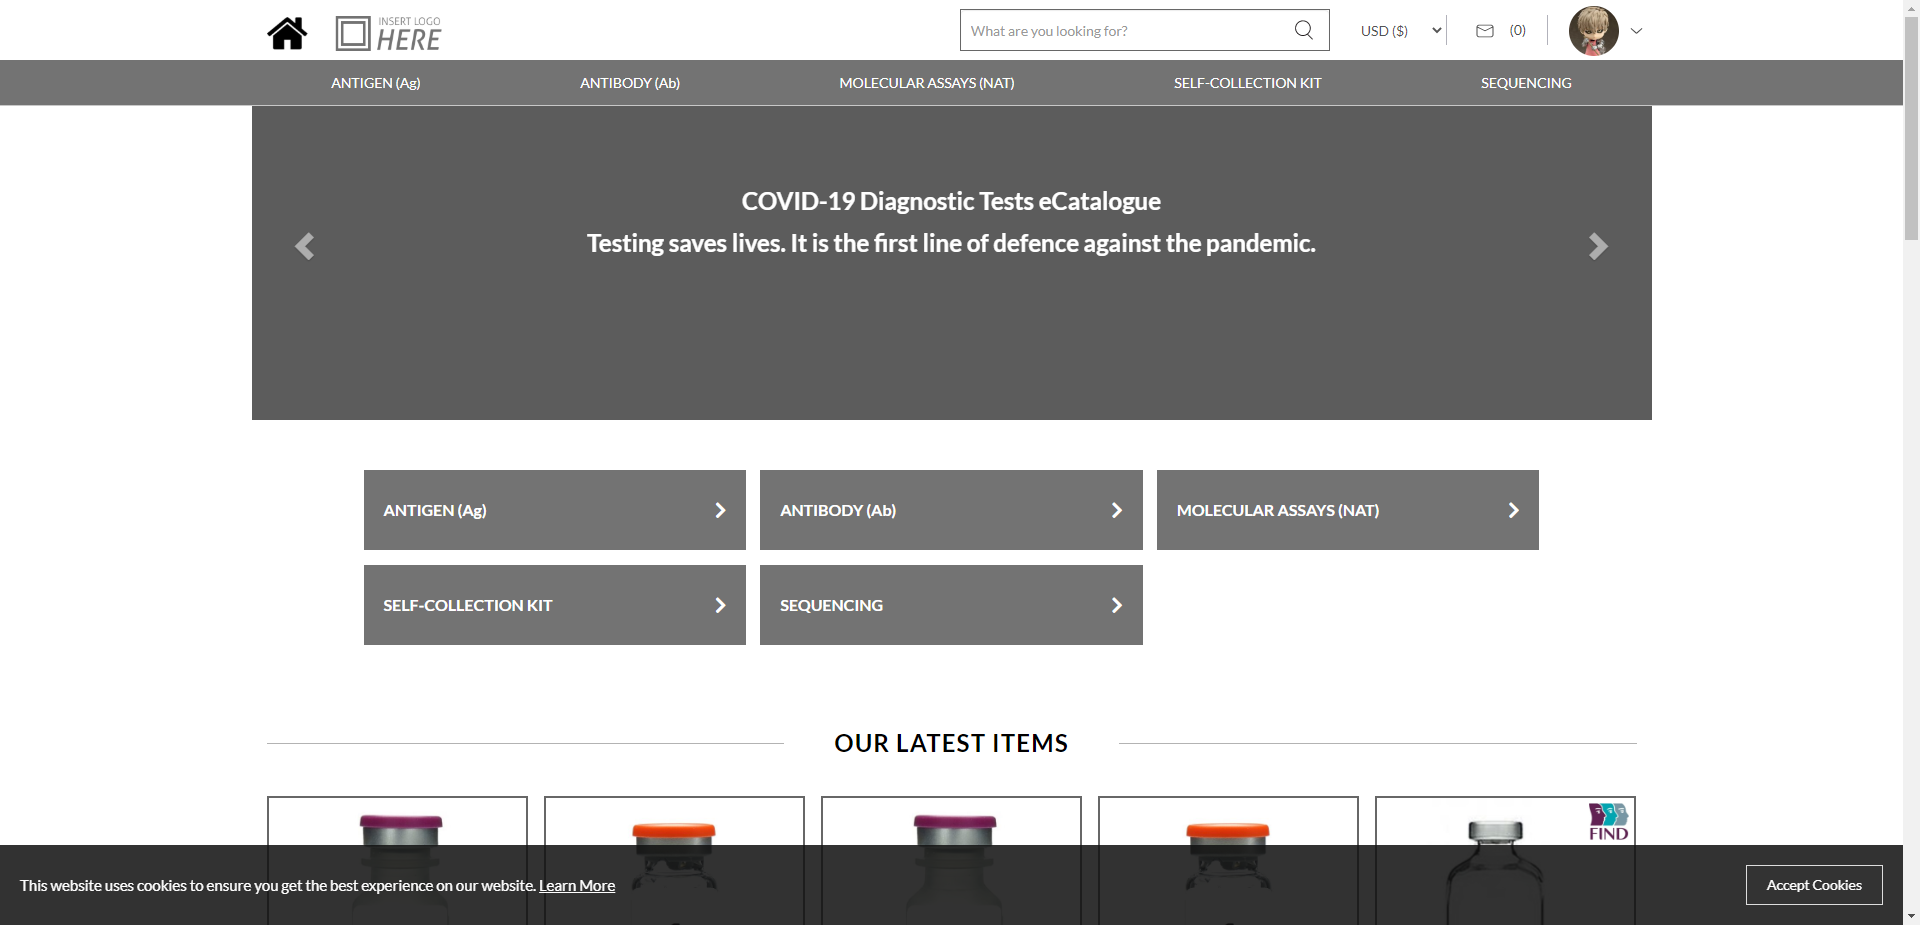 INSERT LOGO
HERE
What are you looking for?
USD ($)
(0)
ANTIGEN (Ag)
ANTIBODY (Ab)
MOLECULAR ASSAYS (NAT)
SELF-COLLECTION KIT
SEQUENCING
COVID-19 Diagnostic Tests eCatalogue
Testing saves lives. It is the first line of defence against the pandemic.
ANTIGEN (Ag)
ANTIBODY (Ab)
MOLECULAR ASSAYS (NAT)
SELF-COLLECTION KIT
SEQUENCING
OUR LATEST ITEMS
FIND
This website uses cookies to ensure you get the best experience on our website. Learn More
Accept Cookies